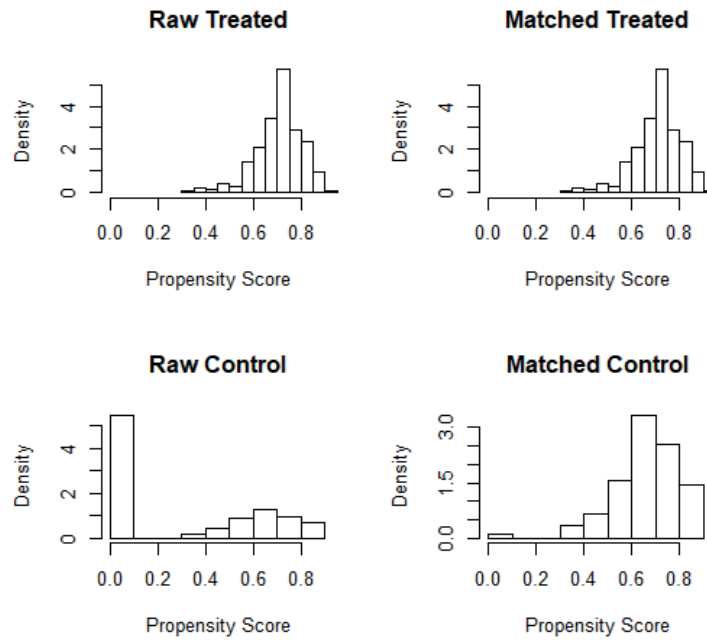 Raw Treated
Density
0 2 4
0.0 0.2 0.4 0.6 0.8
Propensity Score
Matched Treated
Density
0 2 4
0.0 0.2 0.4 0.6 0.8
Propensity Score
Raw Control
Density
0 2 4
0.0 0.2 0.4 0.6 0.8
Propensity Score
Matched Control
Density
0.0 1.5 3.0
0.0 0.2 0.4 0.6 0.8
Propensity Score